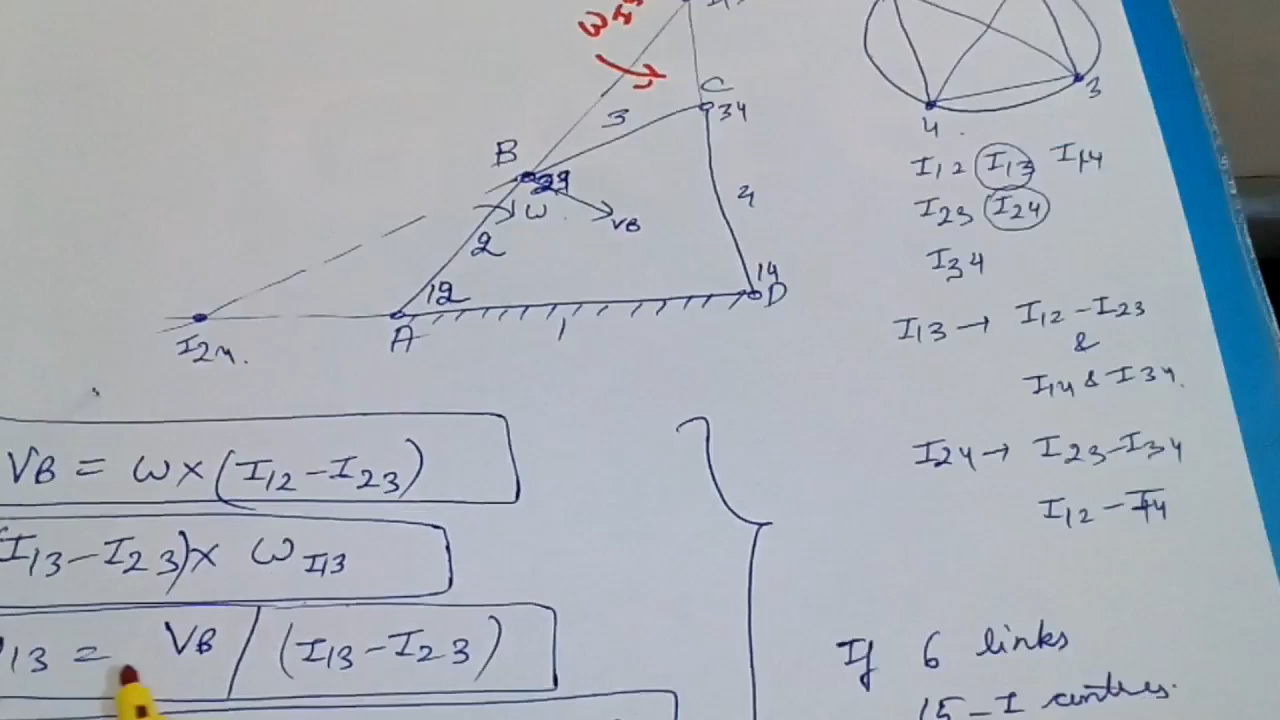 ωI13
C
34
3
B
23
ω
VB
4
2
12
14
D
A
1
I24.
VB = ω×(I12-I23)
(I13-I23)× ωI13
13 = VB / (I13-I23)
3
4.
I12 I13 I14
I23 I24
I34
I13 → I12-I23
&
I14 & I34.
I24 → I23-I34
I12-I14
If 6 links
15-I centres.